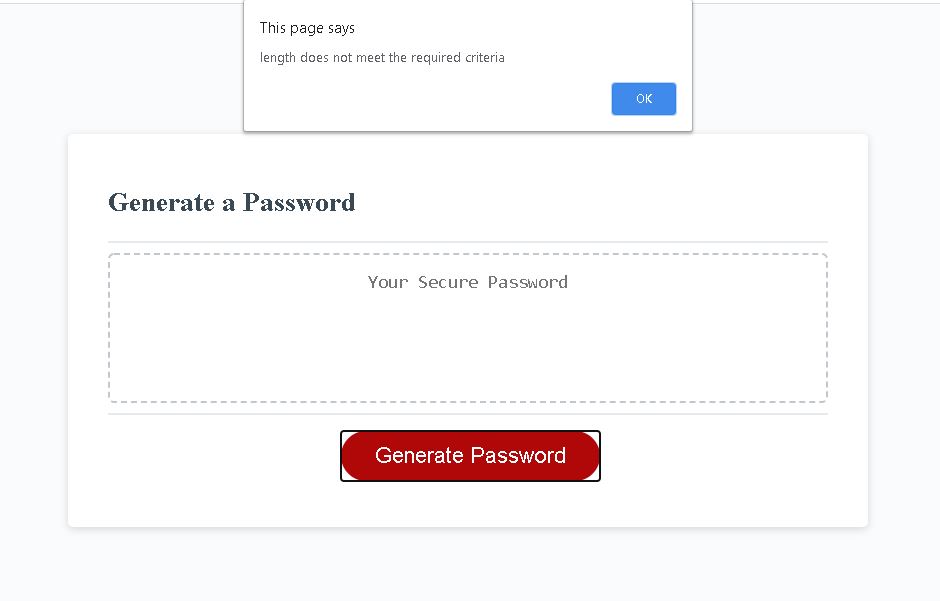 This page says
length does not meet the required criteria
OK
Generate a Password
Your Secure Password
Generate Password